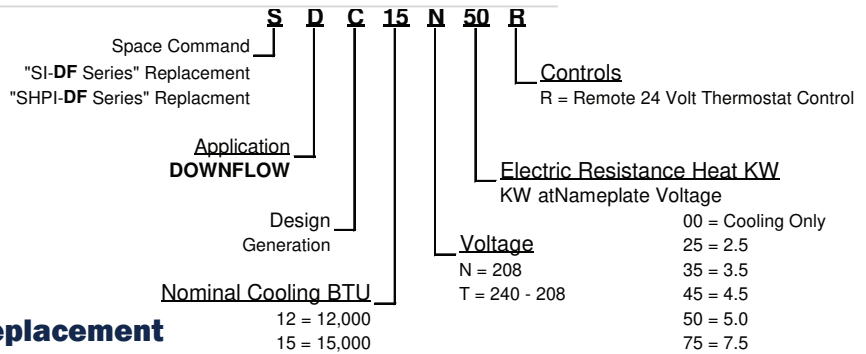 S D C 15 N 50 R
Space Command
"SI-DF Series" Replacement
"SHPI-DF Series" Replacment
Controls
R = Remote 24 Volt Thermostat Control
Application
DOWNFLOW
Electric Resistance Heat KW
KW atNameplate Voltage
00 = Cooling Only
25 = 2.5
35 = 3.5
45 = 4.5
50 = 5.0
75 = 7.5
Design
Generation
Voltage
N = 208
T = 240 - 208
Nominal Cooling BTU
12 = 12,000
15 = 15,000
eplacement